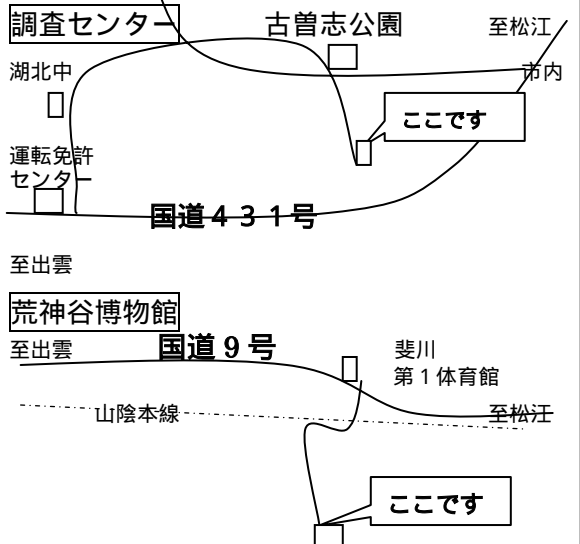 調査センター
古曽志公園
至松江
市内
湖北中
ここです
運転免許
センター
国道４３１号
至出雲
荒神谷博物館
至出雲
国道9号
斐川
第１体育館
山陰本線
至松江
ここです